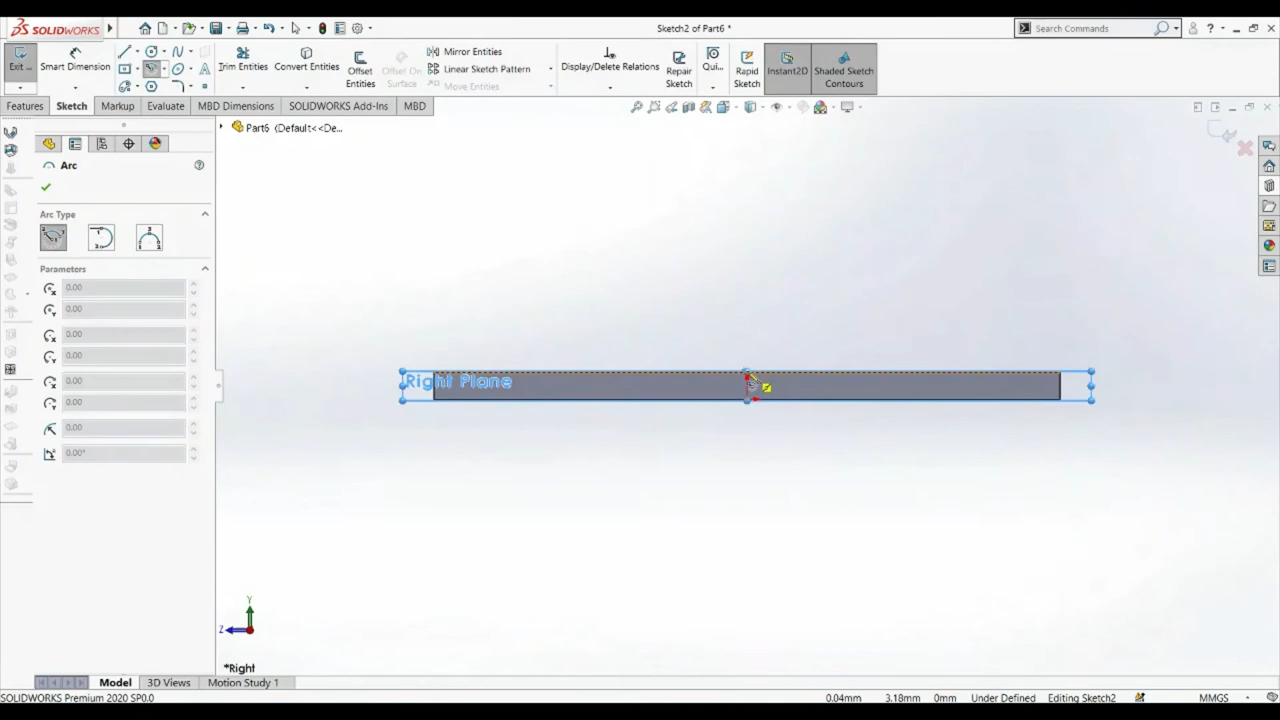 SOLIDWORKS
Sketch2 of Part6 *
Search Commands
Exit ...
Smart Dimension
Trim Entities
Convert Entities
Offset Entities
Offset On Surface
Mirror Entities
Linear Sketch Pattern
Move Entities
Display/Delete Relations
Repair Sketch
Qui...
Rapid Sketch
Instant2D
Shaded Sketch Contours
Features
Sketch
Markup
Evaluate
MBD Dimensions
SOLIDWORKS Add-Ins
MBD
Part6 (Default<<De...
Arc
Arc Type
Parameters
0.00
0.00
0.00
0.00
0.00
0.00
0.00
0.00°
Right Plane
Y
Z
*Right
Model
3D Views
Motion Study 1
SOLIDWORKS Premium 2020 SP0.0
0.04mm
3.18mm
0mm
Under Defined
Editing Sketch2
MMGS